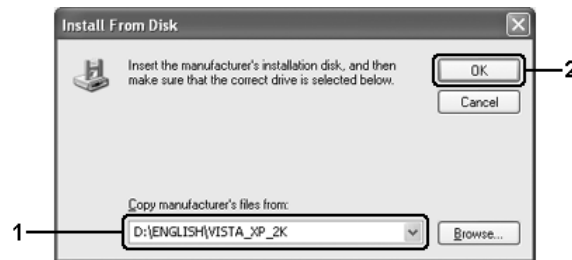 Install From Disk
Insert the manufacturer's installation disk, and then
make sure that the correct drive is selected below.
OK
2
Cancel
Copy manufacturer's files from:
1
D:\ENGLISH\VISTA_XP_2K
Browse...